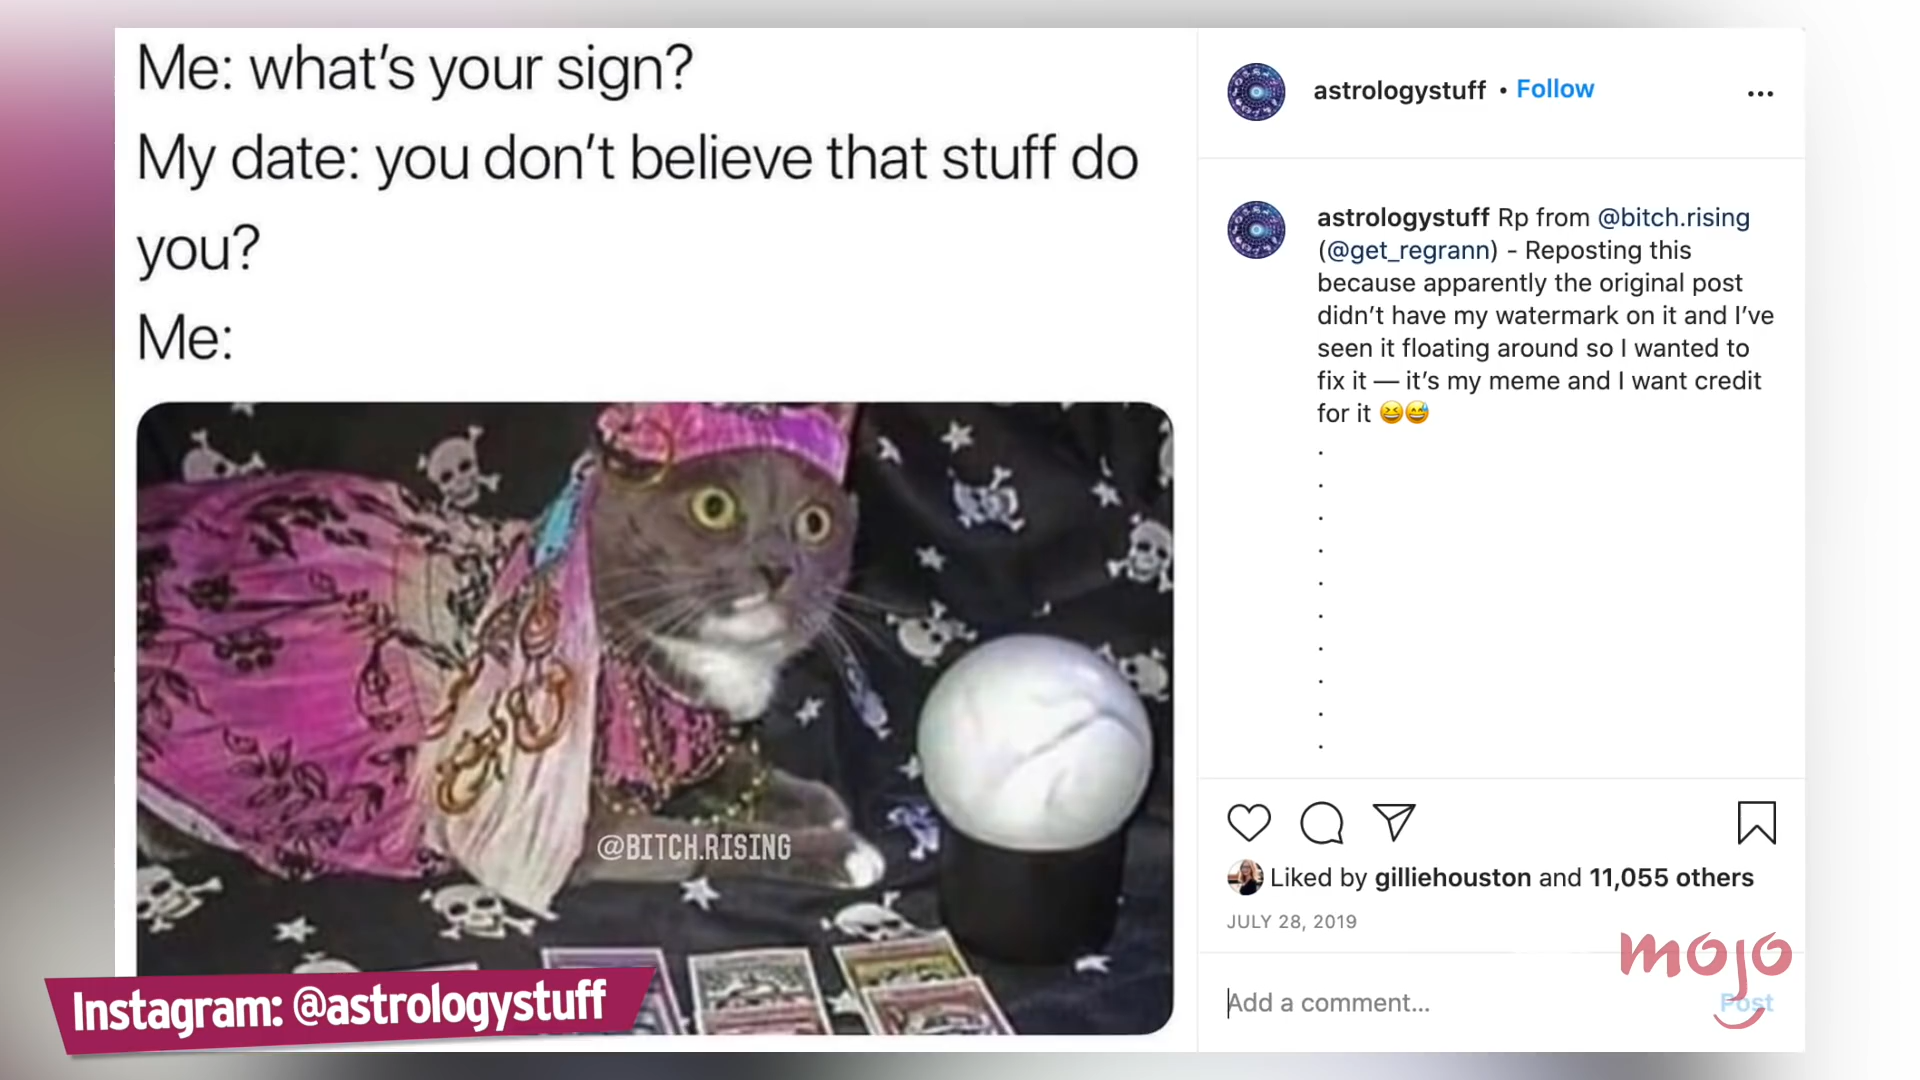 Me: what's your sign?
My date: you don't believe that stuff do
you?
Me:
@BITCH.RISING
Instagram: @astrologystuff
astrologystuff • Follow
...
astrologystuff Rp from @bitch.rising
(@get_regrann) - Reposting this
because apparently the original post
didn't have my watermark on it and I've
seen it floating around so I wanted to
fix it — it's my meme and I want credit
for it 😆😅
.
.
.
.
.
.
.
.
.
.
Liked by gilliehouston and 11,055 others
JULY 28, 2019
mojo
Add a comment...
Post